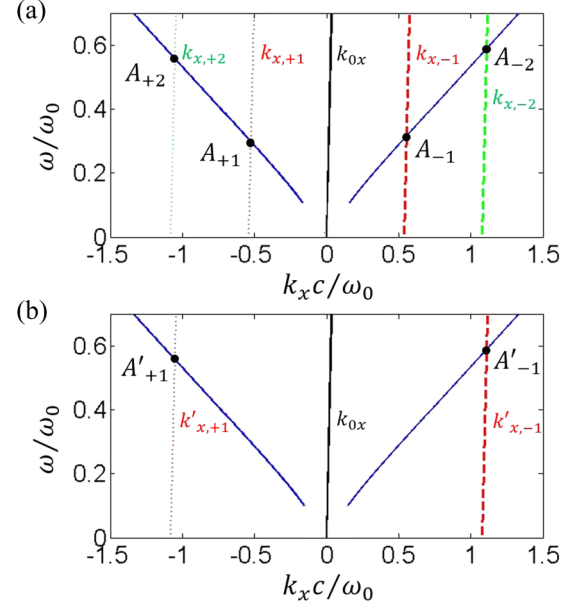 (a)
0.6
0.4
0.2
0
ω/ω₀
A₊₂
kₓ,₊₂
kₓ,₊₁
k₀ₓ
kₓ,₋₁
A₋₂
kₓ,₋₂
A₊₁
A₋₁
-1.5 -1 -0.5 0 0.5 1 1.5
kₓc/ω₀
(b)
0.6
0.4
0.2
0
ω/ω₀
A'₊₁
k'ₓ,₊₁
k₀ₓ
k'ₓ,₋₁
A'₋₁
-1.5 -1 -0.5 0 0.5 1 1.5
kₓc/ω₀